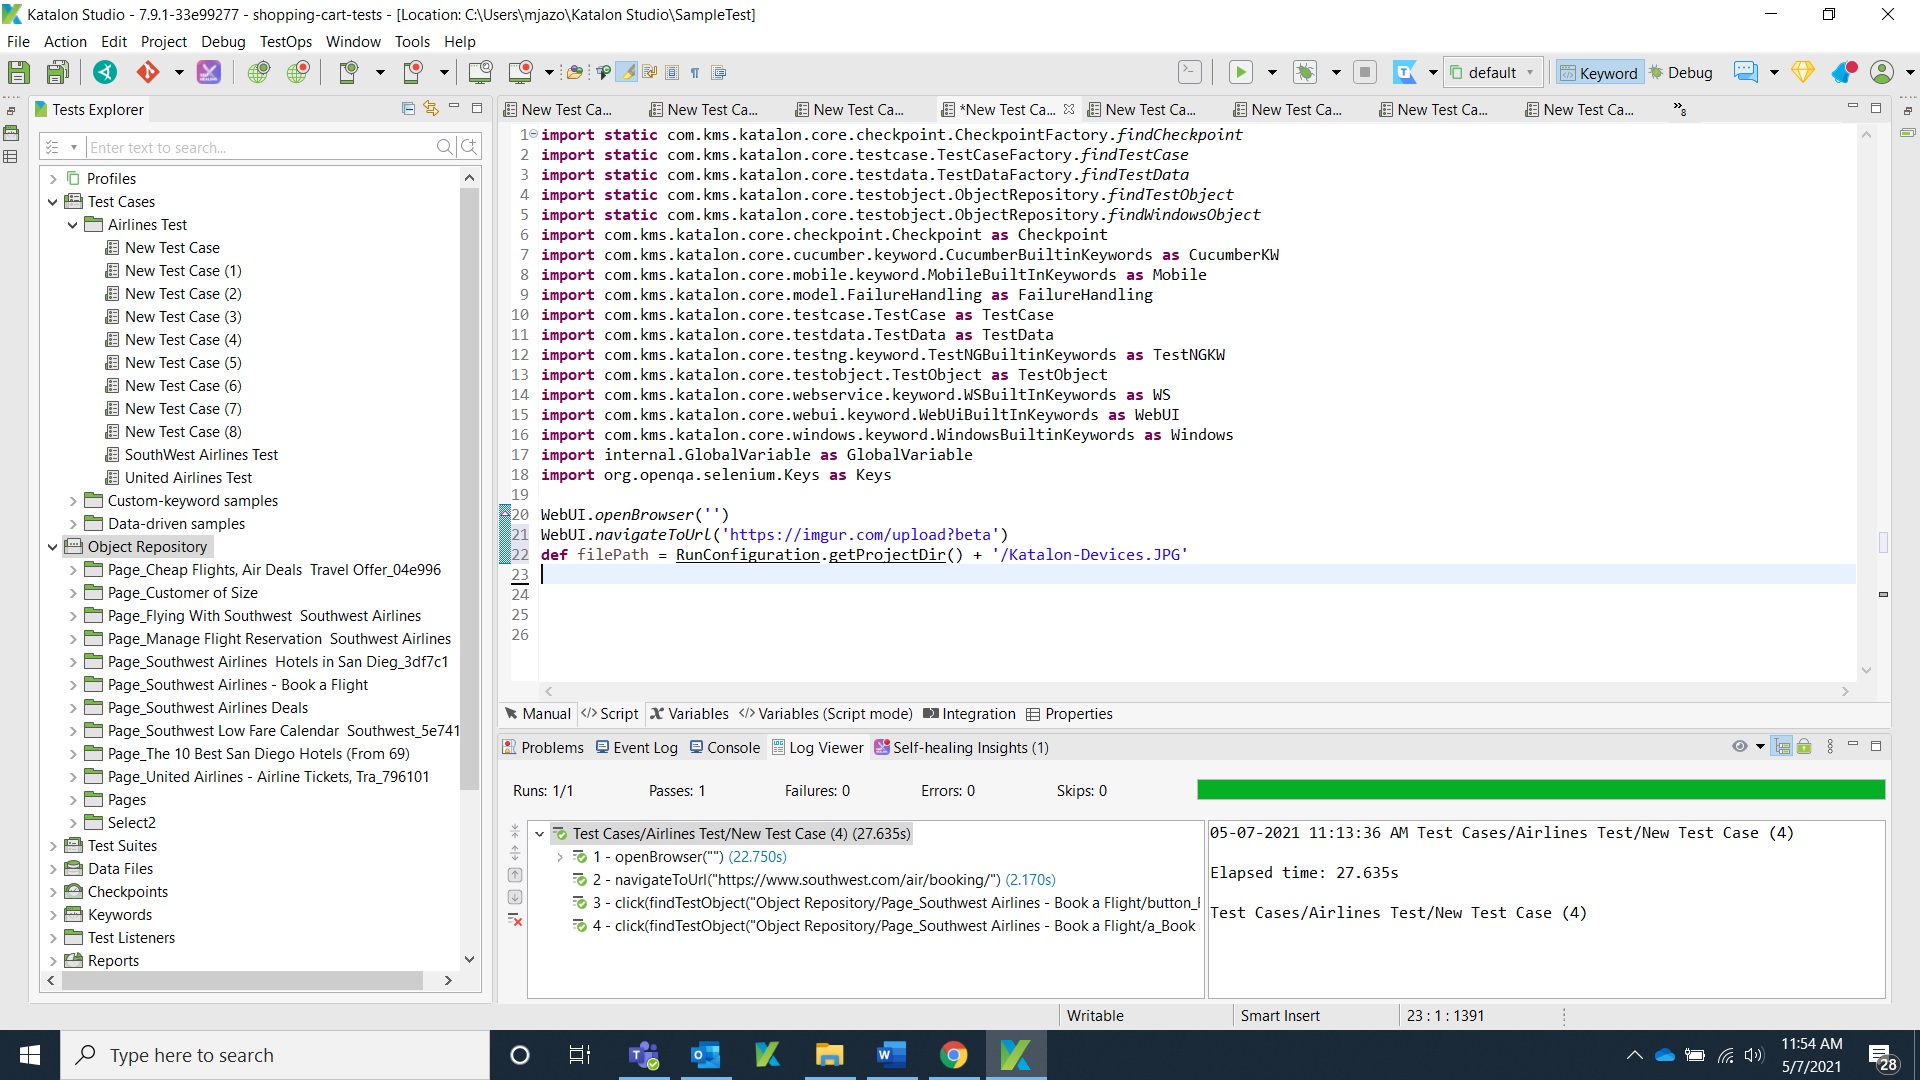 Katalon Studio - 7.9.1-33e99277 - shopping-cart-tests - [Location: C:\Users\mjazo\Katalon Studio\SampleTest]
File Action Edit Project Debug TestOps Window Tools Help
default Keyword Debug
Tests Explorer
Enter text to search...
Profiles
Test Cases
Airlines Test
New Test Case
New Test Case (1)
New Test Case (2)
New Test Case (3)
New Test Case (4)
New Test Case (5)
New Test Case (6)
New Test Case (7)
New Test Case (8)
SouthWest Airlines Test
United Airlines Test
Custom-keyword samples
Data-driven samples
Object Repository
Page_Cheap Flights, Air Deals Travel Offer_04e996
Page_Customer of Size
Page_Flying With Southwest Southwest Airlines
Page_Manage Flight Reservation Southwest Airlines
Page_Southwest Airlines Hotels in San Dieg_3df7c1
Page_Southwest Airlines - Book a Flight
Page_Southwest Airlines Deals
Page_Southwest Low Fare Calendar Southwest_5e741
Page_The 10 Best San Diego Hotels (From 69)
Page_United Airlines - Airline Tickets, Tra_796101
Pages
Select2
Test Suites
Data Files
Checkpoints
Keywords
Test Listeners
Reports
New Test Ca... New Test Ca... New Test Ca... *New Test Ca... New Test Ca... New Test Ca... New Test Ca... New Test Ca... »8
1 import static com.kms.katalon.core.checkpoint.CheckpointFactory.findCheckpoint
2 import static com.kms.katalon.core.testcase.TestCaseFactory.findTestCase
3 import static com.kms.katalon.core.testdata.TestDataFactory.findTestData
4 import static com.kms.katalon.core.testobject.ObjectRepository.findTestObject
5 import static com.kms.katalon.core.testobject.ObjectRepository.findWindowsObject
6 import com.kms.katalon.core.checkpoint.Checkpoint as Checkpoint
7 import com.kms.katalon.core.cucumber.keyword.CucumberBuiltinKeywords as CucumberKW
8 import com.kms.katalon.core.mobile.keyword.MobileBuiltInKeywords as Mobile
9 import com.kms.katalon.core.model.FailureHandling as FailureHandling
10 import com.kms.katalon.core.testcase.TestCase as TestCase
11 import com.kms.katalon.core.testdata.TestData as TestData
12 import com.kms.katalon.core.testng.keyword.TestNGBuiltinKeywords as TestNGKW
13 import com.kms.katalon.core.testobject.TestObject as TestObject
14 import com.kms.katalon.core.webservice.keyword.WSBuiltInKeywords as WS
15 import com.kms.katalon.core.webui.keyword.WebUiBuiltInKeywords as WebUI
16 import com.kms.katalon.core.windows.keyword.WindowsBuiltinKeywords as Windows
17 import internal.GlobalVariable as GlobalVariable
18 import org.openqa.selenium.Keys as Keys
19
20 WebUI.openBrowser('')
21 WebUI.navigateToUrl('https://imgur.com/upload?beta')
22 def filePath = RunConfiguration.getProjectDir() + '/Katalon-Devices.JPG'
23
24
25
26
Manual </> Script Variables </> Variables (Script mode) Integration Properties
Problems Event Log Console Log Viewer Self-healing Insights (1)
Runs: 1/1 Passes: 1 Failures: 0 Errors: 0 Skips: 0
Test Cases/Airlines Test/New Test Case (4) (27.635s)
1 - openBrowser("") (22.750s)
2 - navigateToUrl("https://www.southwest.com/air/booking/") (2.170s)
3 - click(findTestObject("Object Repository/Page_Southwest Airlines - Book a Flight/button_
4 - click(findTestObject("Object Repository/Page_Southwest Airlines - Book a Flight/a_Book
05-07-2021 11:13:36 AM Test Cases/Airlines Test/New Test Case (4)
Elapsed time: 27.635s
Test Cases/Airlines Test/New Test Case (4)
Writable Smart Insert 23 : 1 : 1391
Type here to search
11:54 AM
5/7/2021
28